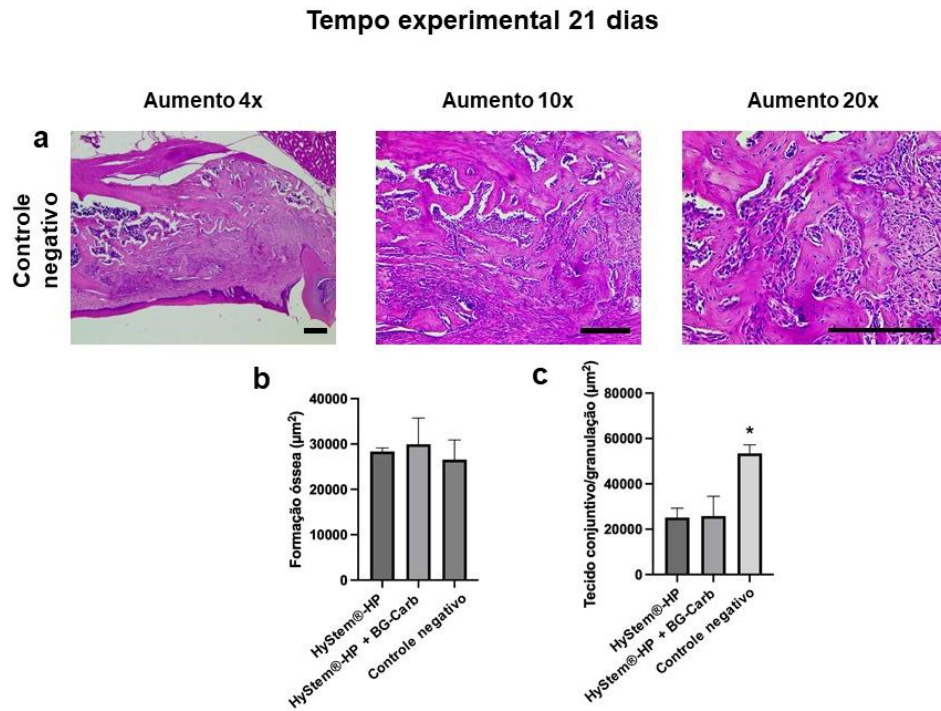 Tempo experimental 21 dias
Aumento 4x
Aumento 10x
Aumento 20x
a
Controle
negativo
b
Formação óssea (µm²)
40000
30000
20000
10000
0
HyStem®-HP
HyStem®-HP + BG-Carb
Controle negativo
c
Tecido conjuntivo/granulação (µm²)
80000
60000
40000
20000
0
*
HyStem®-HP
HyStem®-HP + BG-Carb
Controle negativo